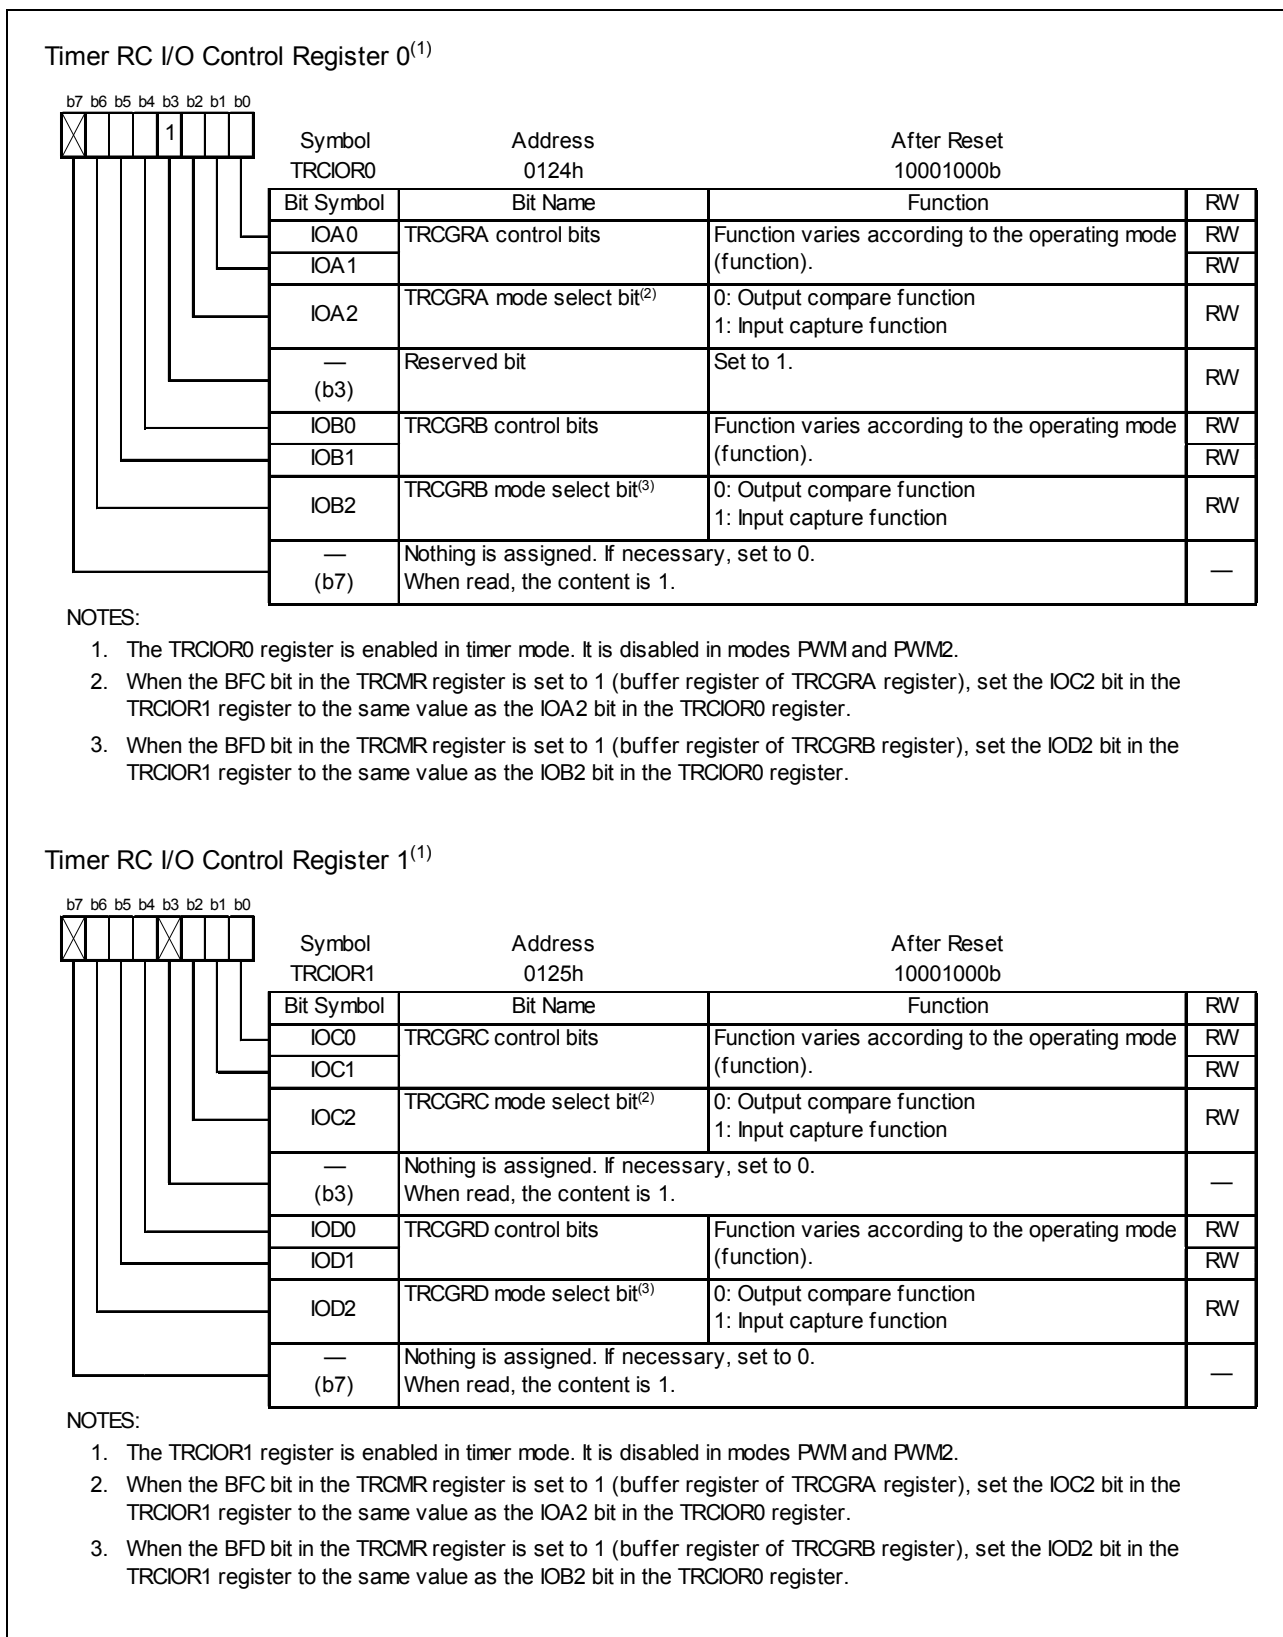 Timer RC I/O Control Register 0(1)
b7 b6 b5 b4 b3 b2 b1 b0
1
Symbol Address After Reset
TRCIOR0 0124h 10001000b
Bit Symbol Bit Name Function RW
IOA0 TRCGRA control bits Function varies according to the operating mode RW
IOA1 (function). RW
IOA2 TRCGRA mode select bit(2) 0: Output compare function RW
1: Input capture function
— Reserved bit Set to 1. RW
(b3)
IOB0 TRCGRB control bits Function varies according to the operating mode RW
IOB1 (function). RW
IOB2 TRCGRB mode select bit(3) 0: Output compare function RW
1: Input capture function
— Nothing is assigned. If necessary, set to 0. —
(b7) When read, the content is 1.
NOTES:
1. The TRCIOR0 register is enabled in timer mode. It is disabled in modes PWM and PWM2.
2. When the BFC bit in the TRCMR register is set to 1 (buffer register of TRCGRA register), set the IOC2 bit in the
TRCIOR1 register to the same value as the IOA2 bit in the TRCIOR0 register.
3. When the BFD bit in the TRCMR register is set to 1 (buffer register of TRCGRB register), set the IOD2 bit in the
TRCIOR1 register to the same value as the IOB2 bit in the TRCIOR0 register.
Timer RC I/O Control Register 1(1)
b7 b6 b5 b4 b3 b2 b1 b0
Symbol Address After Reset
TRCIOR1 0125h 10001000b
Bit Symbol Bit Name Function RW
IOC0 TRCGRC control bits Function varies according to the operating mode RW
IOC1 (function). RW
IOC2 TRCGRC mode select bit(2) 0: Output compare function RW
1: Input capture function
— Nothing is assigned. If necessary, set to 0. —
(b3) When read, the content is 1.
IOD0 TRCGRD control bits Function varies according to the operating mode RW
IOD1 (function). RW
IOD2 TRCGRD mode select bit(3) 0: Output compare function RW
1: Input capture function
— Nothing is assigned. If necessary, set to 0. —
(b7) When read, the content is 1.
NOTES:
1. The TRCIOR1 register is enabled in timer mode. It is disabled in modes PWM and PWM2.
2. When the BFC bit in the TRCMR register is set to 1 (buffer register of TRCGRA register), set the IOC2 bit in the
TRCIOR1 register to the same value as the IOA2 bit in the TRCIOR0 register.
3. When the BFD bit in the TRCMR register is set to 1 (buffer register of TRCGRB register), set the IOD2 bit in the
TRCIOR1 register to the same value as the IOB2 bit in the TRCIOR0 register.